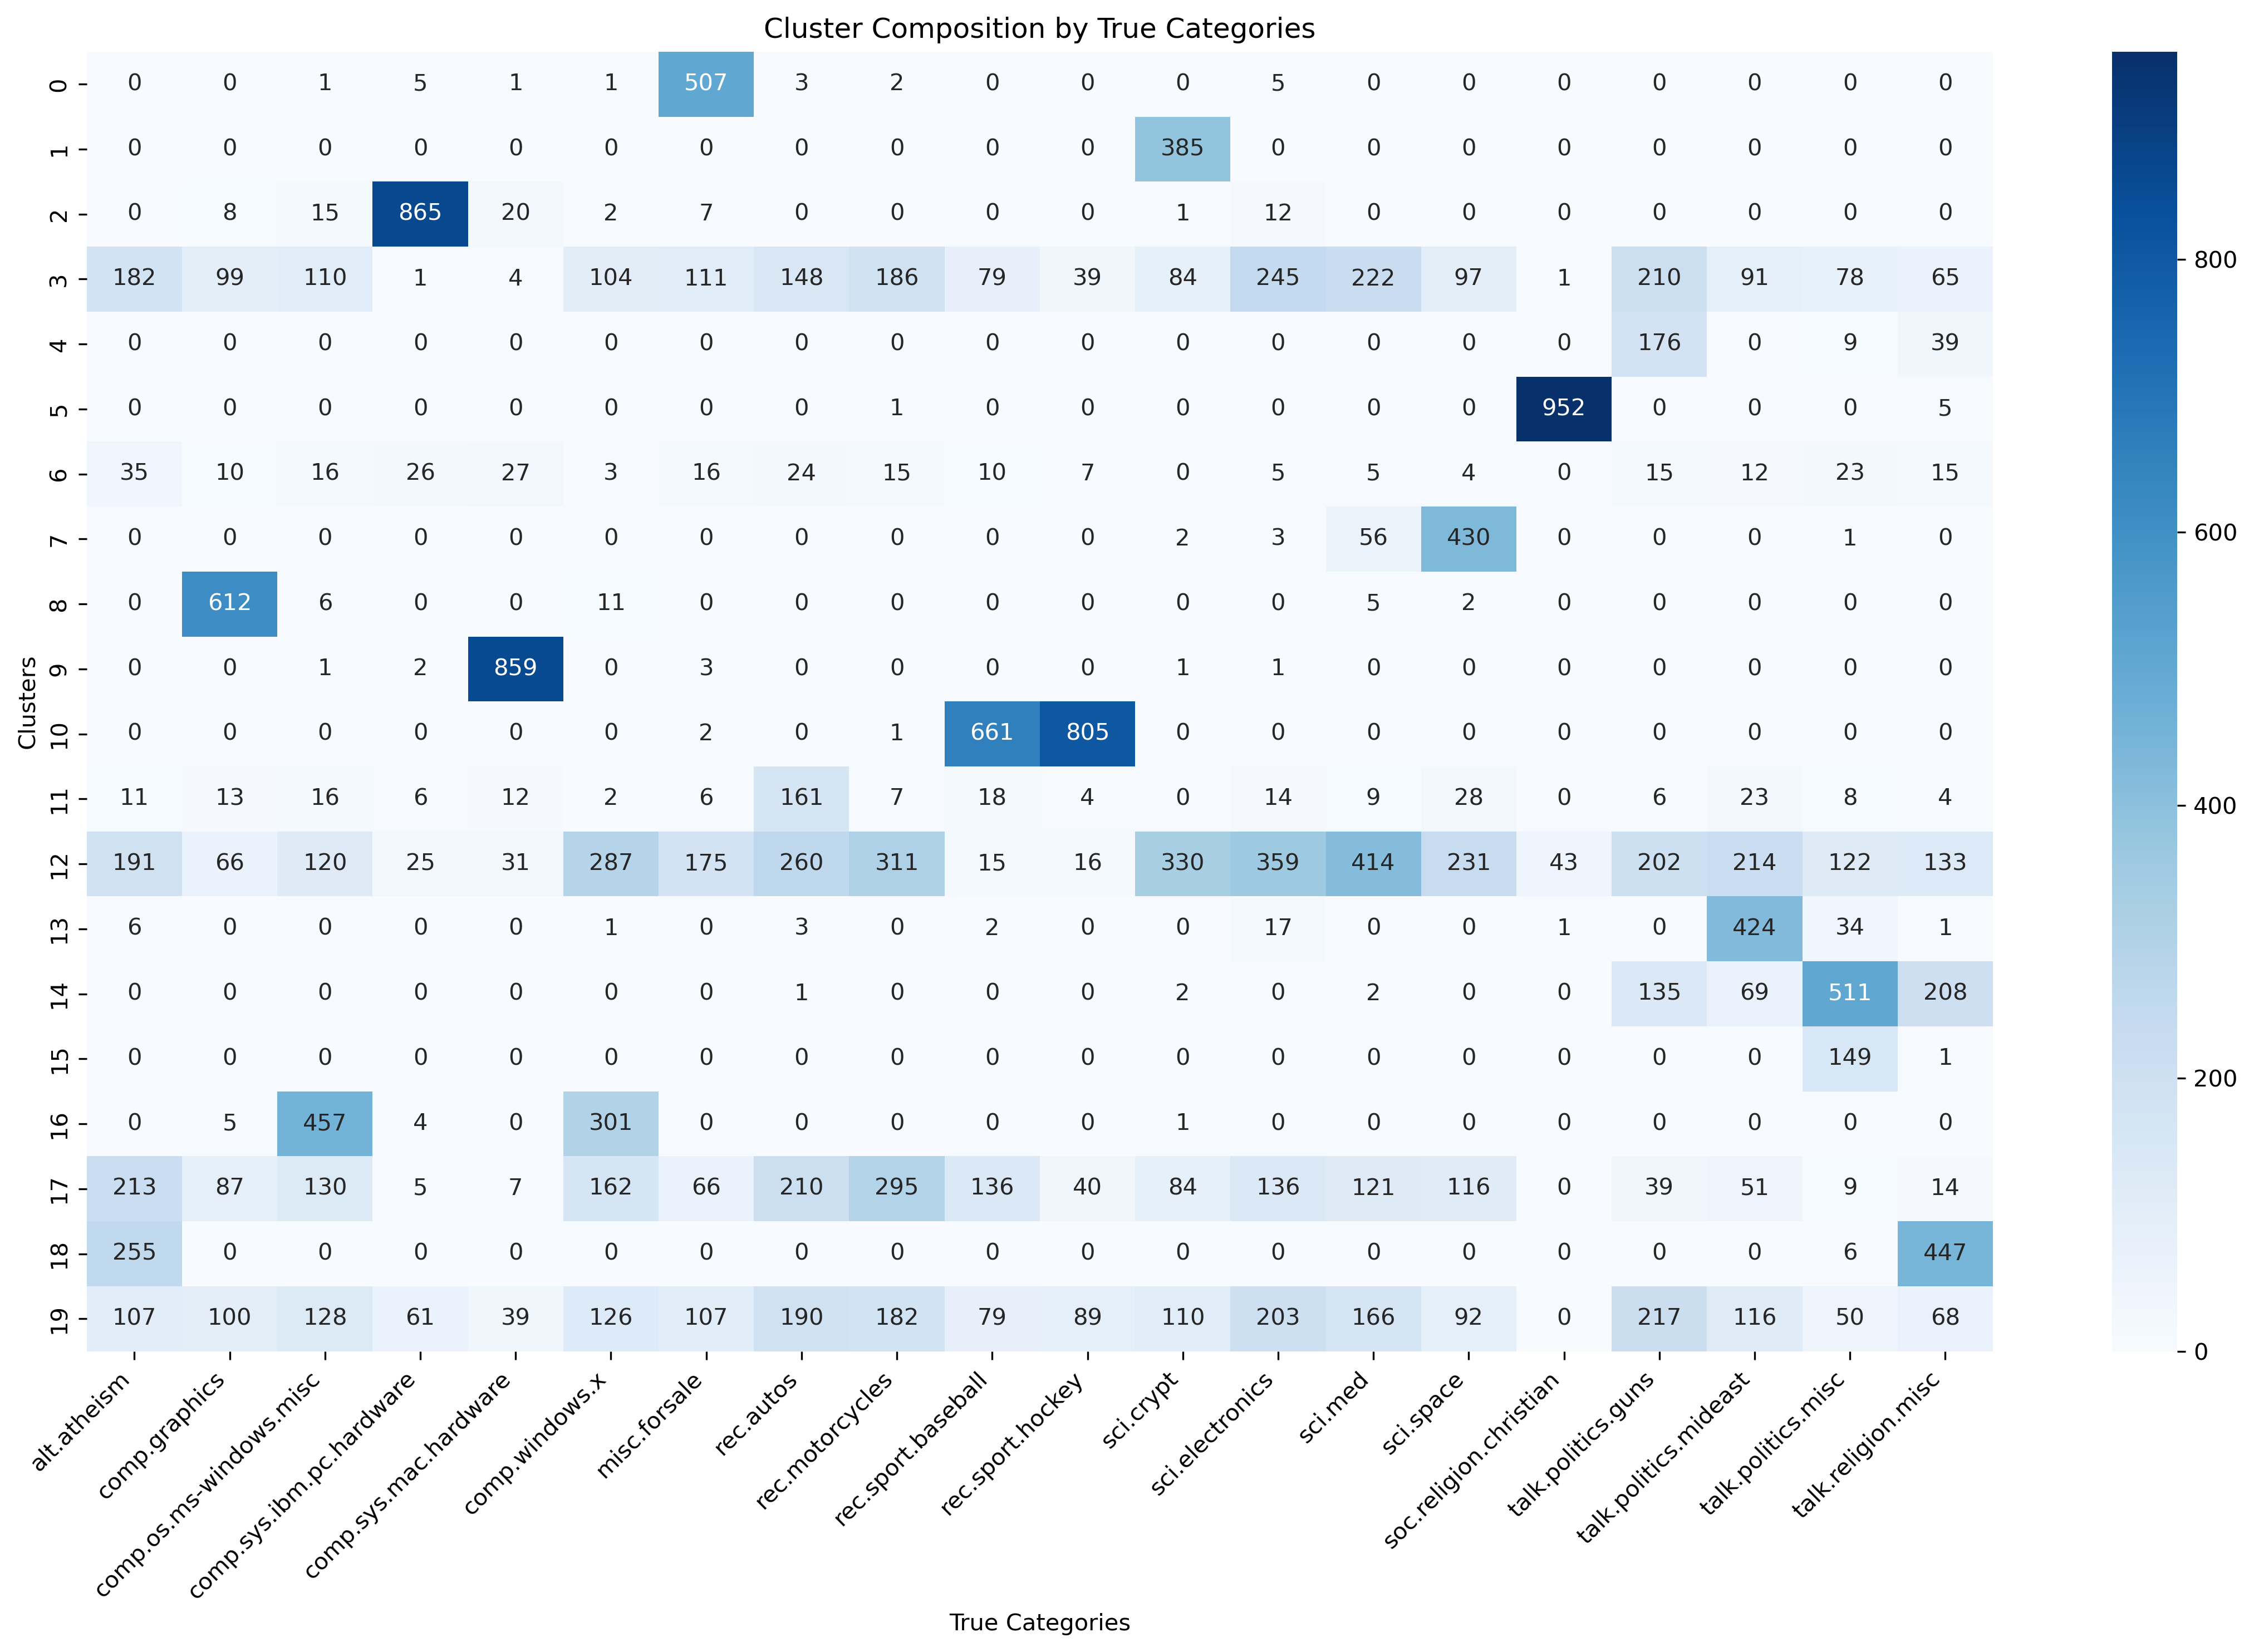 Cluster Composition by True Categories
0 0 0 1 5 1 1 507 3 2 0 0 0 5 0 0 0 0 0 0 0
1 0 0 0 0 0 0 0 0 0 0 0 385 0 0 0 0 0 0 0 0
2 0 8 15 865 20 2 7 0 0 0 0 1 12 0 0 0 0 0 0 0
3 182 99 110 1 4 104 111 148 186 79 39 84 245 222 97 1 210 91 78 65
4 0 0 0 0 0 0 0 0 0 0 0 0 0 0 0 0 176 0 9 39
5 0 0 0 0 0 0 0 0 1 0 0 0 0 0 0 952 0 0 0 5
6 35 10 16 26 27 3 16 24 15 10 7 0 5 5 4 0 15 12 23 15
7 0 0 0 0 0 0 0 0 0 0 0 2 3 56 430 0 0 0 1 0
8 0 612 6 0 0 11 0 0 0 0 0 0 0 5 2 0 0 0 0 0
9 0 0 1 2 859 0 3 0 0 0 0 1 1 0 0 0 0 0 0 0
10 0 0 0 0 0 0 2 0 1 661 805 0 0 0 0 0 0 0 0 0
11 11 13 16 6 12 2 6 161 7 18 4 0 14 9 28 0 6 23 8 4
12 191 66 120 25 31 287 175 260 311 15 16 330 359 414 231 43 202 214 122 133
13 6 0 0 0 0 1 0 3 0 2 0 0 17 0 0 1 0 424 34 1
14 0 0 0 0 0 0 0 1 0 0 0 2 0 2 0 0 135 69 511 208
15 0 0 0 0 0 0 0 0 0 0 0 0 0 0 0 0 0 0 149 1
16 0 5 457 4 0 301 0 0 0 0 0 1 0 0 0 0 0 0 0 0
17 213 87 130 5 7 162 66 210 295 136 40 84 136 121 116 0 39 51 9 14
18 255 0 0 0 0 0 0 0 0 0 0 0 0 0 0 0 0 0 6 447
19 107 100 128 61 39 126 107 190 182 79 89 110 203 166 92 0 217 116 50 68
Clusters
alt.atheism
comp.graphics
comp.os.ms-windows.misc
comp.sys.ibm.pc.hardware
comp.sys.mac.hardware
comp.windows.x
misc.forsale
rec.autos
rec.motorcycles
rec.sport.baseball
rec.sport.hockey
sci.crypt
sci.electronics
sci.med
sci.space
soc.religion.christian
talk.politics.guns
talk.politics.mideast
talk.politics.misc
talk.religion.misc
True Categories
800
600
400
200
0